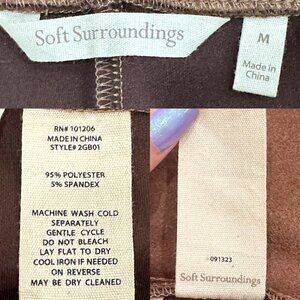 Soft Surroundings
M
Made in
China
RN# 101206
MADE IN CHINA
STYLE# 2GB01
95% POLYESTER
5% SPANDEX
MACHINE WASH COLD
SEPARATELY
GENTLE CYCLE
DO NOT BLEACH
LAY FLAT TO DRY
COOL IRON IF NEEDED
ON REVERSE
MAY BE DRY CLEANED
091323
Soft Surroundings